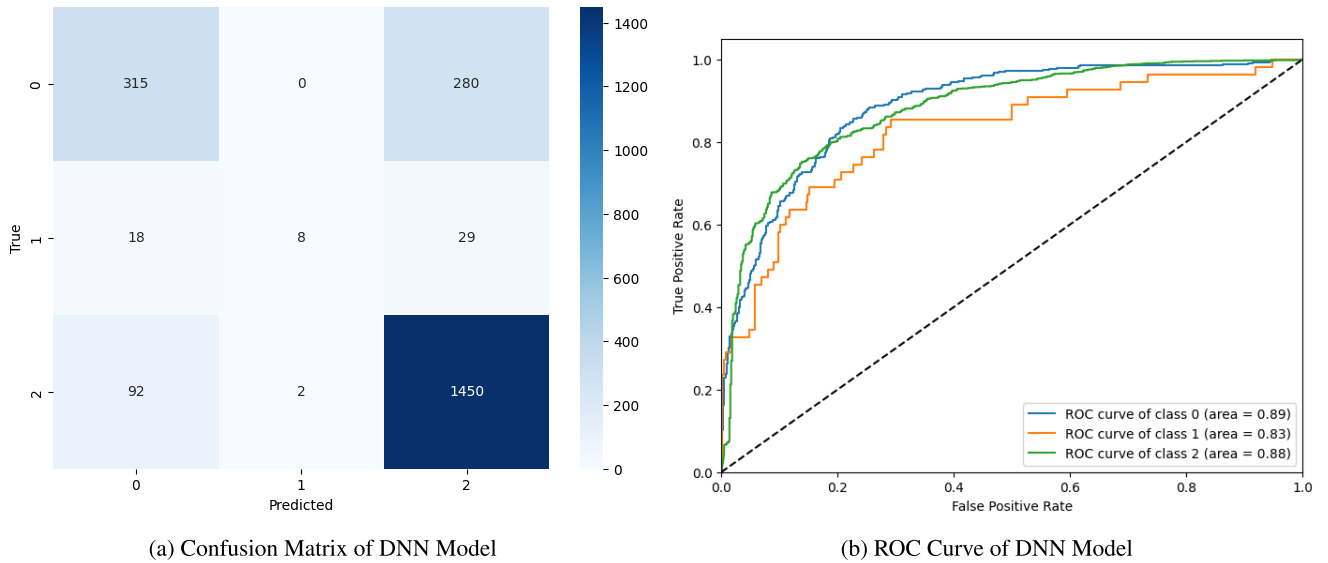 315 0 280
18 8 29
92 2 1450
0
1
2
True
0 1 2
Predicted
1400
1200
1000
800
600
400
200
0
(a) Confusion Matrix of DNN Model
1.0
0.8
0.6
0.4
0.2
0.0
True Positive Rate
ROC curve of class 0 (area = 0.89)
ROC curve of class 1 (area = 0.83)
ROC curve of class 2 (area = 0.88)
0.0 0.2 0.4 0.6 0.8 1.0
False Positive Rate
(b) ROC Curve of DNN Model